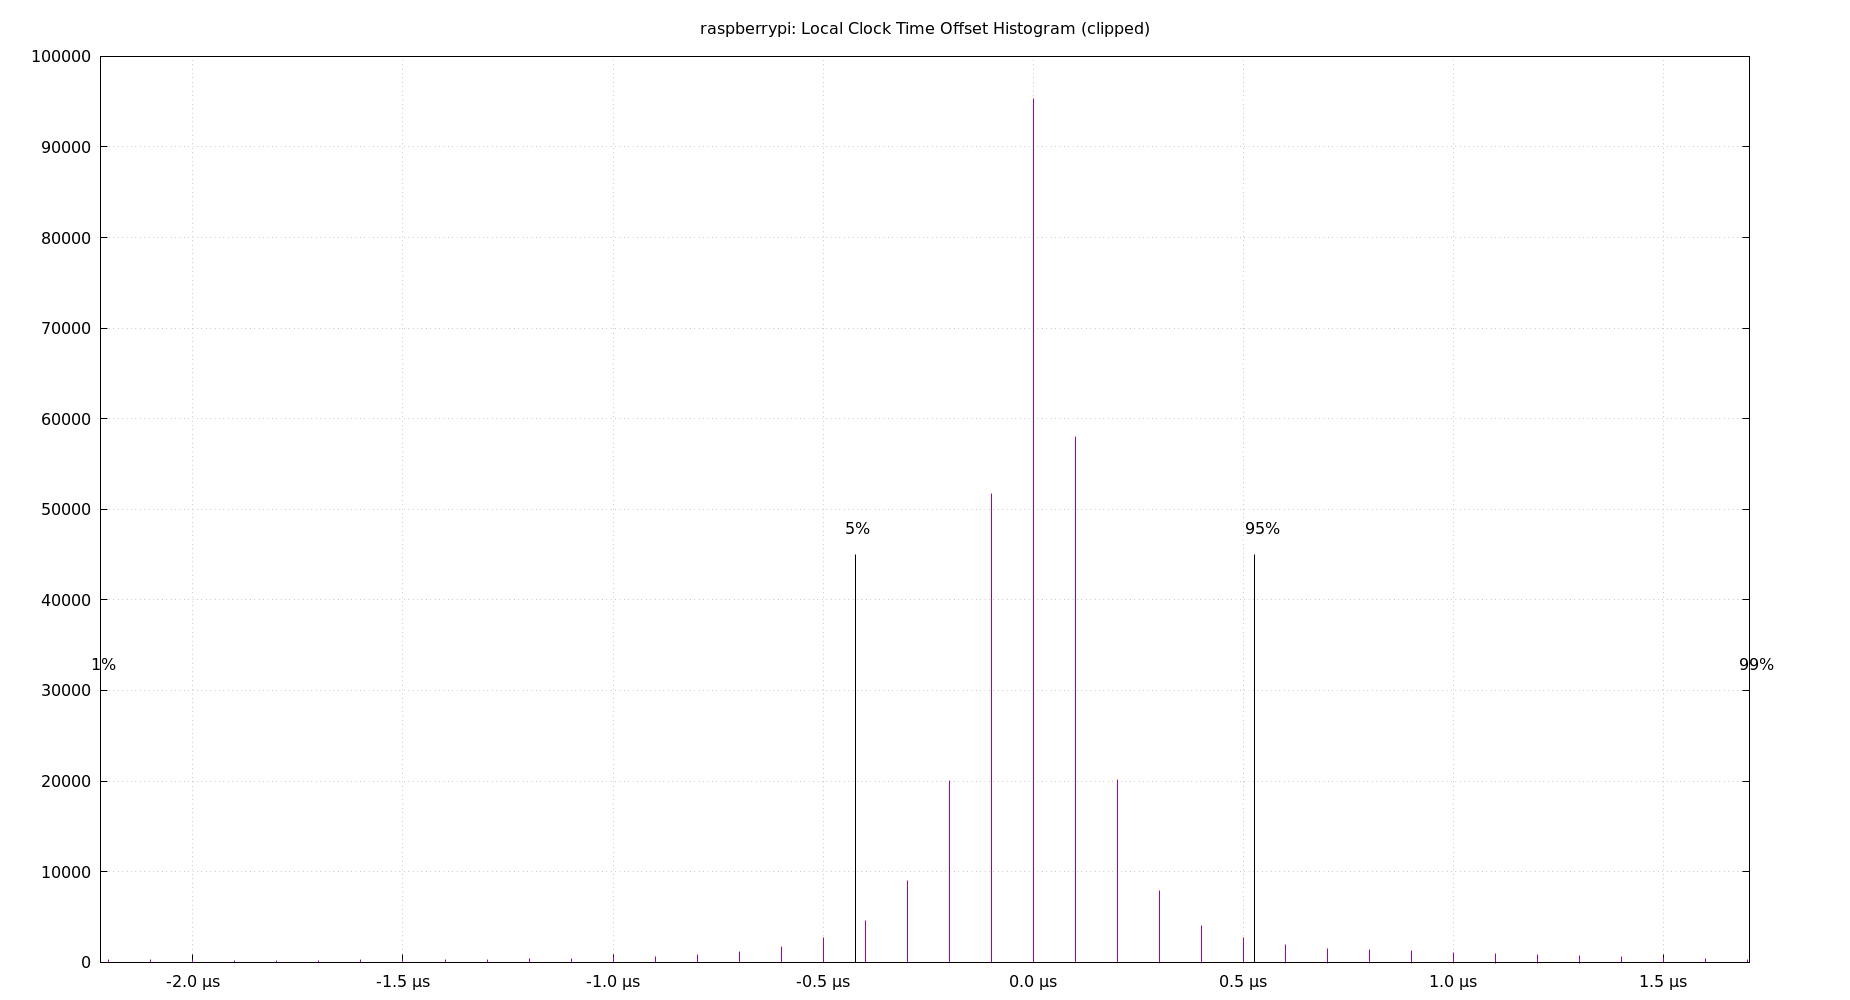 raspberrypi: Local Clock Time Offset Histogram (clipped)
100000
90000
80000
70000
60000
50000
5%
95%
40000
1%
99%
30000
20000
10000
0
-2.0 µs
-1.5 µs
-1.0 µs
-0.5 µs
0.0 µs
0.5 µs
1.0 µs
1.5 µs